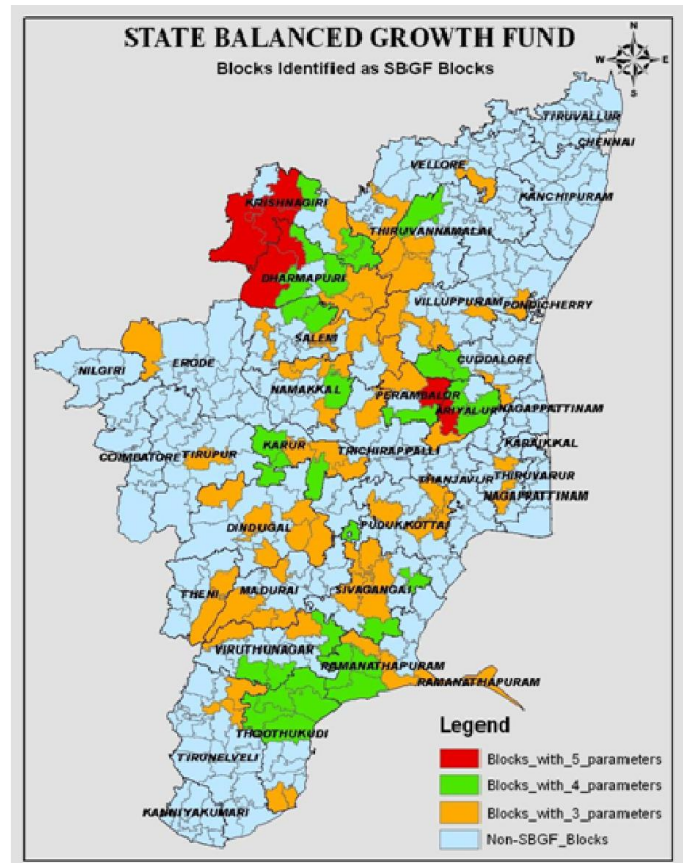 STATE BALANCED GROWTH FUND
Blocks Identified as SBGF Blocks
N
W E
S
TIRUVALLUR
CHENNAI
VELLORE
KANCHIPURAM
KRISHNAGIRI
THIRUVANNAMALAI
DHARMAPURI
VILLUPPURAM
PONDICHERRY
SALEM
CUDDALORE
ERODE
NILGIRI
NAMAKKAL
PERAMBALUR
ARIYALUR
NAGAPPATTINAM
KARUR
KARAIKKAL
COIMBATORE
TIRUPUR
TRICHIRAPPALLI
THANJAVUR
THIRUVARUR
NAGAPPATTINAM
DINDUGAL
PUDUKKOTTAI
THENI
MADURAI
SIVAGANGAI
VIRUTHUNAGAR
RAMANATHAPURAM
RAMANATHAPURAM
THOOTHUKUDI
TIRUNELVELI
KANNIYAKUMARI
Legend
Blocks_with_5_parameters
Blocks_with_4_parameters
Blocks_with_3_parameters
Non-SBGF_Blocks